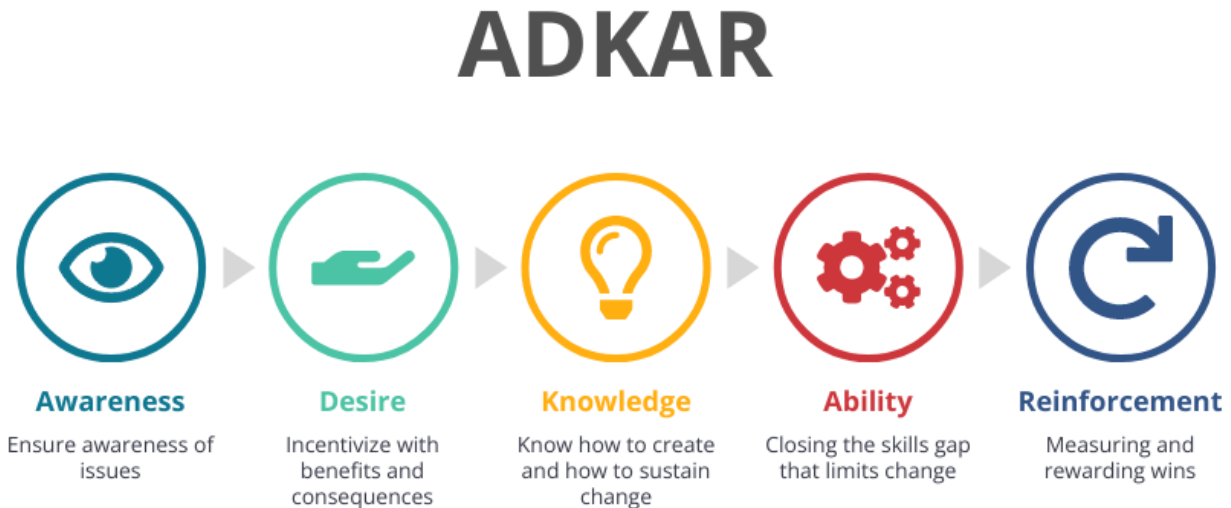 ADKAR
Awareness
Ensure awareness of
issues
Desire
Incentivize with
benefits and
consequences
Knowledge
Know how to create
and how to sustain
change
Ability
Closing the skills gap
that limits change
Reinforcement
Measuring and
rewarding wins